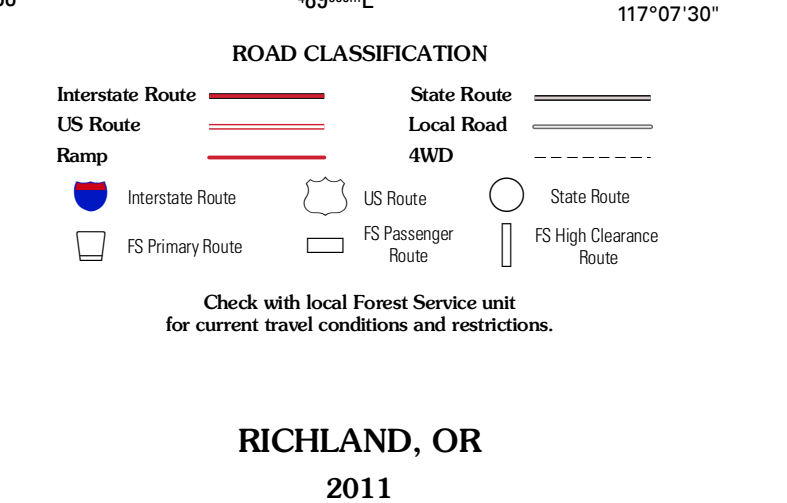 117°07'30"
ROAD CLASSIFICATION
Interstate Route
State Route
US Route
Local Road
Ramp
4WD
Interstate Route
US Route
State Route
FS Primary Route
FS Passenger
Route
FS High Clearance
Route
Check with local Forest Service unit
for current travel conditions and restrictions.
RICHLAND, OR
2011